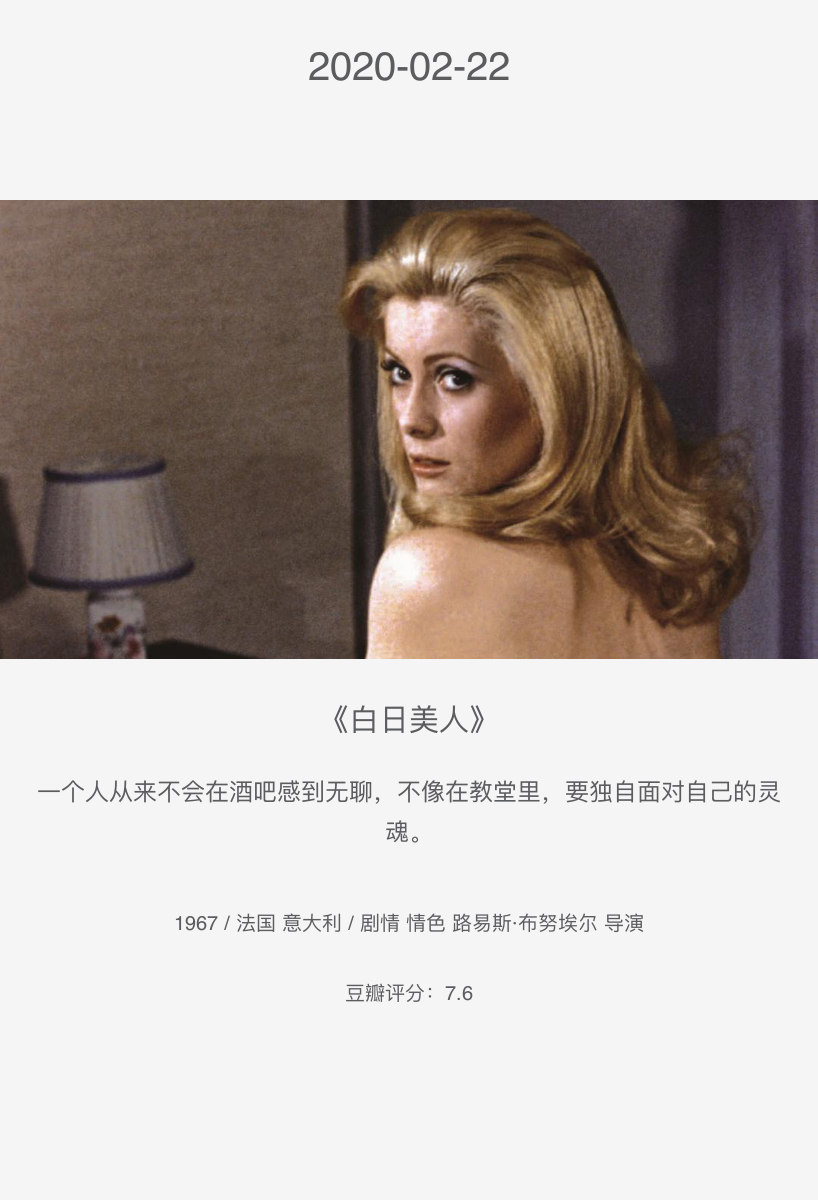 2020-02-22
《白日美人》
一个人从来不会在酒吧感到无聊，不像在教堂里，要独自面对自己的灵
魂。
1967 / 法国 意大利 / 剧情 情色 路易斯·布努埃尔 导演
豆瓣评分：7.6